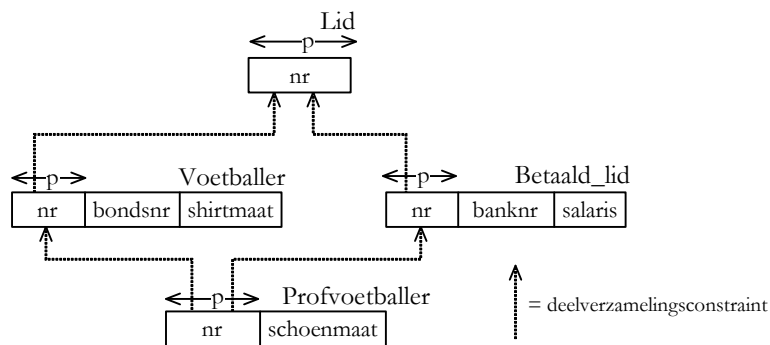 Lid
p
nr
p Voetballer
nr bondsnr shirtmaat
p Betaald_lid
nr banknr salaris
p Profvoetballer
nr schoenmaat
= deelverzamelingsconstraint